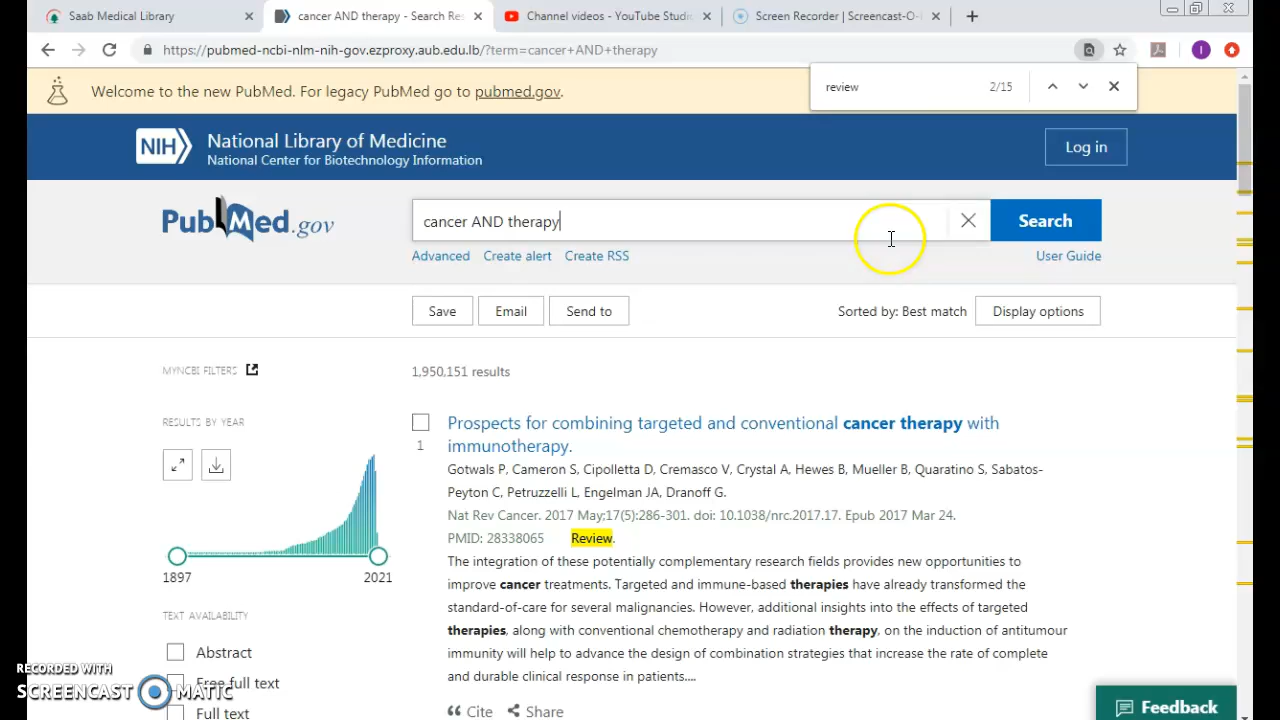 Saab Medical Library
cancer AND therapy - Search Res
Channel videos - YouTube Studi
Screen Recorder | Screencast-O-
https://pubmed-ncbi-nlm-nih-gov.ezproxy.aub.edu.lb/?term=cancer+AND+therapy
I
review 2/15
Welcome to the new PubMed. For legacy PubMed go to pubmed.gov.
NIH
National Library of Medicine
National Center for Biotechnology Information
Log in
PubMed.gov
cancer AND therapy
Search
Advanced Create alert Create RSS User Guide
Save Email Send to Sorted by: Best match Display options
MYNCBI FILTERS
1,950,151 results
RESULTS BY YEAR
1897 2021
TEXT AVAILABILITY
Abstract
Free full text
Full text
1
Prospects for combining targeted and conventional cancer therapy with
immunotherapy.
Gotwals P, Cameron S, Cipolletta D, Cremasco V, Crystal A, Hewes B, Mueller B, Quaratino S, Sabatos-
Peyton C, Petruzzelli L, Engelman JA, Dranoff G.
Nat Rev Cancer. 2017 May;17(5):286-301. doi: 10.1038/nrc.2017.17. Epub 2017 Mar 24.
PMID: 28338065 Review.
The integration of these potentially complementary research fields provides new opportunities to
improve cancer treatments. Targeted and immune-based therapies have already transformed the
standard-of-care for several malignancies. However, additional insights into the effects of targeted
therapies, along with conventional chemotherapy and radiation therapy, on the induction of antitumour
immunity will help to advance the design of combination strategies that increase the rate of complete
and durable clinical response in patients....
Cite Share
Feedback
RECORDED WITH
SCREENCAST MATIC